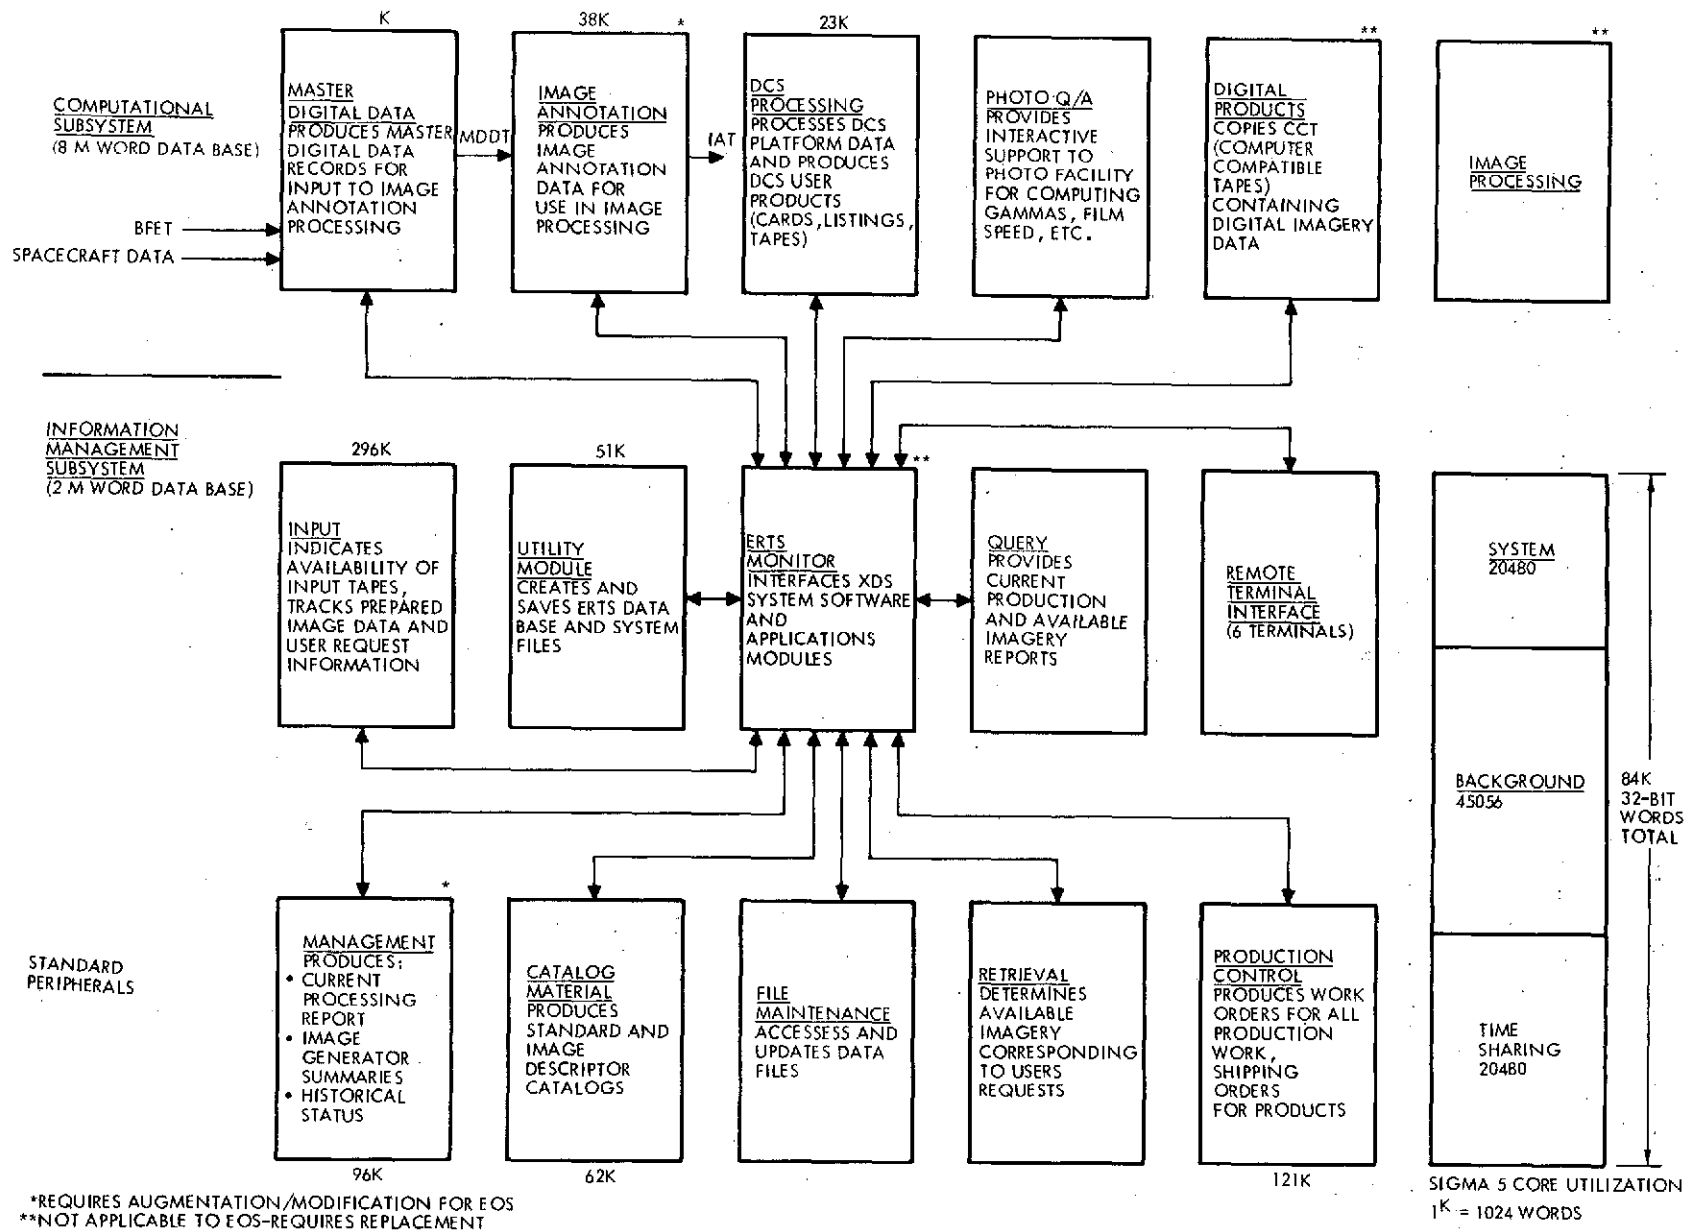 K
38K
*
23K
**
**
COMPUTATIONAL
SUBSYSTEM
(8 M WORD DATA BASE)
BFET
SPACECRAFT DATA
MASTER
DIGITAL DATA
PRODUCES MASTER
DIGITAL DATA
RECORDS FOR
INPUT TO IMAGE
ANNOTATION
PROCESSING
MDDT
IMAGE
ANNOTATION
PRODUCES
IMAGE
ANNOTATION
DATA FOR
USE IN IMAGE
PROCESSING
IAT
DCS
PROCESSING
PROCESSES DCS
PLATFORM DATA
AND PRODUCES
DCS USER
PRODUCTS
(CARDS, LISTINGS,
TAPES)
PHOTO Q/A
PROVIDES
INTERACTIVE
SUPPORT TO
PHOTO FACILITY
FOR COMPUTING
GAMMAS, FILM
SPEED, ETC.
DIGITAL
PRODUCTS
COPIES CCT
(COMPUTER
COMPATIBLE
TAPES)
CONTAINING
DIGITAL IMAGERY
DATA
IMAGE
PROCESSING
INFORMATION
MANAGEMENT
SUBSYSTEM
(2 M WORD DATA BASE)
296K
51K
**
INPUT
INDICATES
AVAILABILITY OF
INPUT TAPES,
TRACKS PREPARED
IMAGE DATA AND
USER REQUEST
INFORMATION
UTILITY
MODULE
CREATES AND
SAVES ERTS DATA
BASE AND SYSTEM
FILES
ERTS
MONITOR
INTERFACES XDS
SYSTEM SOFTWARE
AND
APPLICATIONS
MODULES
QUERY
PROVIDES
CURRENT
PRODUCTION
AND AVAILABLE
IMAGERY
REPORTS
REMOTE
TERMINAL
INTERFACE
(6 TERMINALS)
SYSTEM
20480
BACKGROUND
45056
84K
32-BIT
WORDS
TOTAL
STANDARD
PERIPHERALS
*
MANAGEMENT
PRODUCES:
• CURRENT
PROCESSING
REPORT
• IMAGE
GENERATOR
SUMMARIES
• HISTORICAL
STATUS
96K
CATALOG
MATERIAL
PRODUCES
STANDARD AND
IMAGE
DESCRIPTOR
CATALOGS
62K
FILE
MAINTENANCE
ACCESSESS AND
UPDATES DATA
FILES
RETRIEVAL
DETERMINES
AVAILABLE
IMAGERY
CORRESPONDING
TO USERS
REQUESTS
PRODUCTION
CONTROL
PRODUCES WORK
ORDERS FOR ALL
PRODUCTION
WORK,
SHIPPING
ORDERS
FOR PRODUCTS
121K
TIME
SHARING
20480
SIGMA 5 CORE UTILIZATION
1K = 1024 WORDS
*REQUIRES AUGMENTATION/MODIFICATION FOR EOS
**NOT APPLICABLE TO EOS-REQUIRES REPLACEMENT